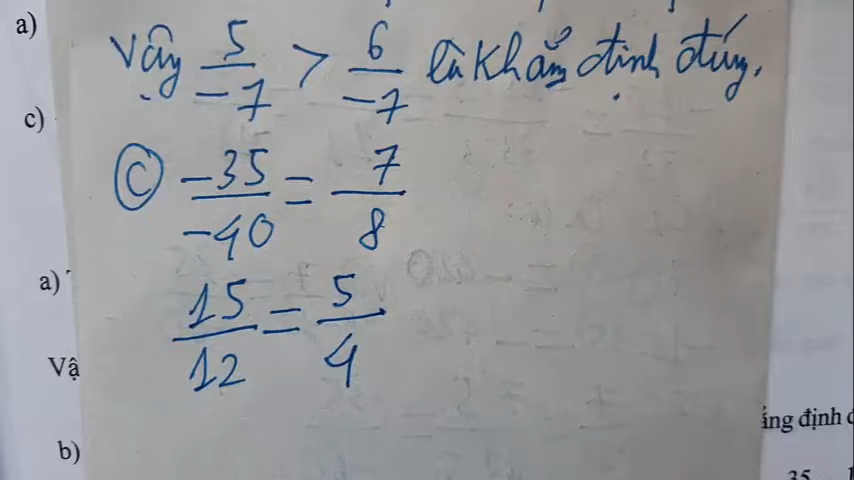 a)
Vậy 5/-7 > 6/-7 là khẳng định đúng.
c)
Ⓒ -35/-40 = 7/8
a)
15/12 = 5/4
Vậ
ẳng định đ
b)
35